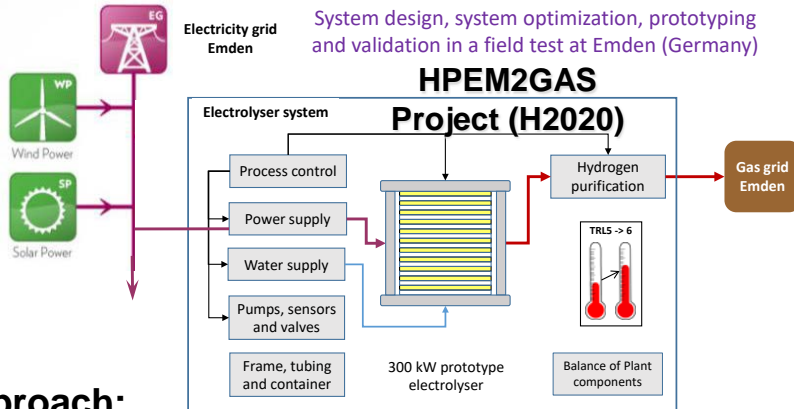 EG
Electricity grid
Emden
System design, system optimization, prototyping
and validation in a field test at Emden (Germany)
HPEM2GAS
Project (H2020)
WP
Wind Power
SP
Solar Power
Electrolyser system
Process control
Power supply
Water supply
Pumps, sensors
and valves
Frame, tubing
and container
300 kW prototype
electrolyser
Hydrogen
purification
TRL5 -> 6
Balance of Plant
components
Gas grid
Emden
proach: